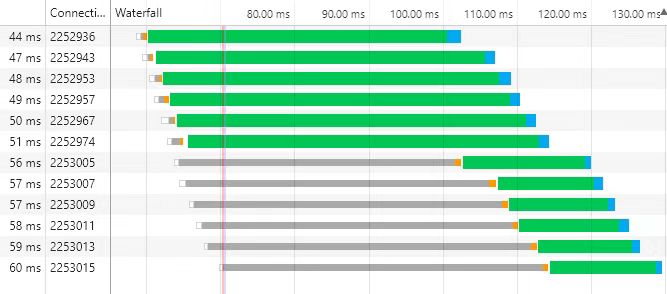 Connecti... Waterfall 80.00 ms 90.00 ms 100.00 ms 110.00 ms 120.00 ms 130.00 ms
44 ms 2252936
47 ms 2252943
48 ms 2252953
49 ms 2252957
50 ms 2252967
51 ms 2252974
56 ms 2253005
57 ms 2253007
57 ms 2253009
58 ms 2253011
59 ms 2253013
60 ms 2253015